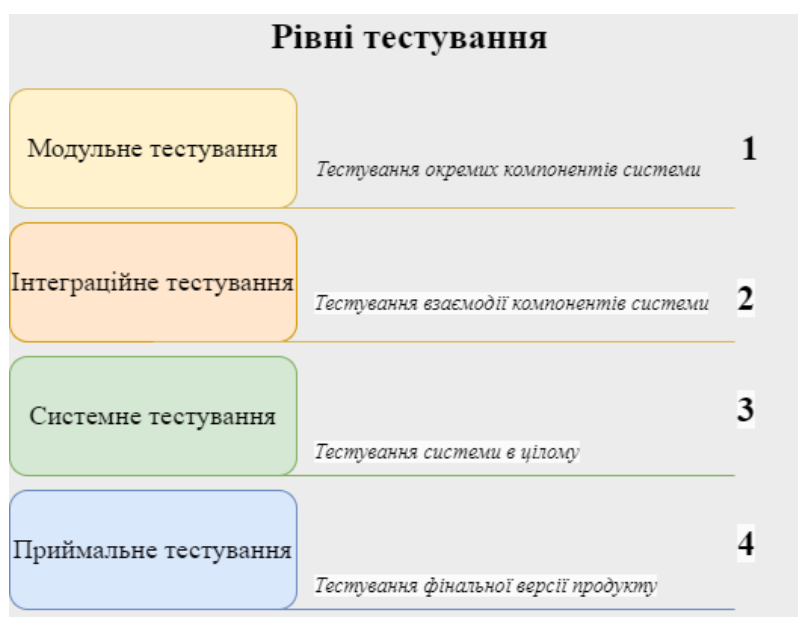 Рівні тестування
Модульне тестування
Тестування окремих компонентів системи
1
Інтеграційне тестування
Тестування взаємодії компонентів системи
2
Системне тестування
Тестування системи в цілому
3
Приймальне тестування
Тестування фінальної версії продукту
4